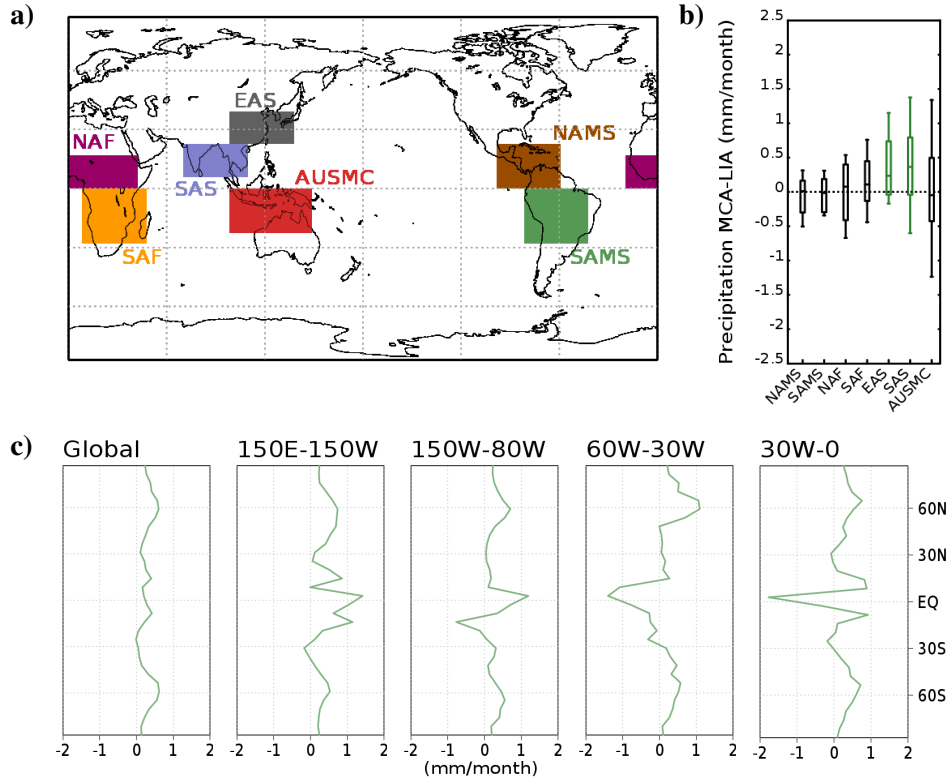 a)
EAS
NAF
SAS
AUSMC
NAMS
SAF
SAMS
b)
Precipitation MCA-LIA (mm/month)
2.5
2
1.5
1
0.5
0
-0.5
-1
-1.5
-2
-2.5
NAMS
SAMS
NAF
SAF
EAS
SAS
AUSMC
c)
Global
150E-150W
150W-80W
60W-30W
30W-0
60N
30N
EQ
30S
60S
-2 -1 0 1 2
-2 -1 0 1 2
-2 -1 0 1 2
-2 -1 0 1 2
-2 -1 0 1 2
(mm/month)